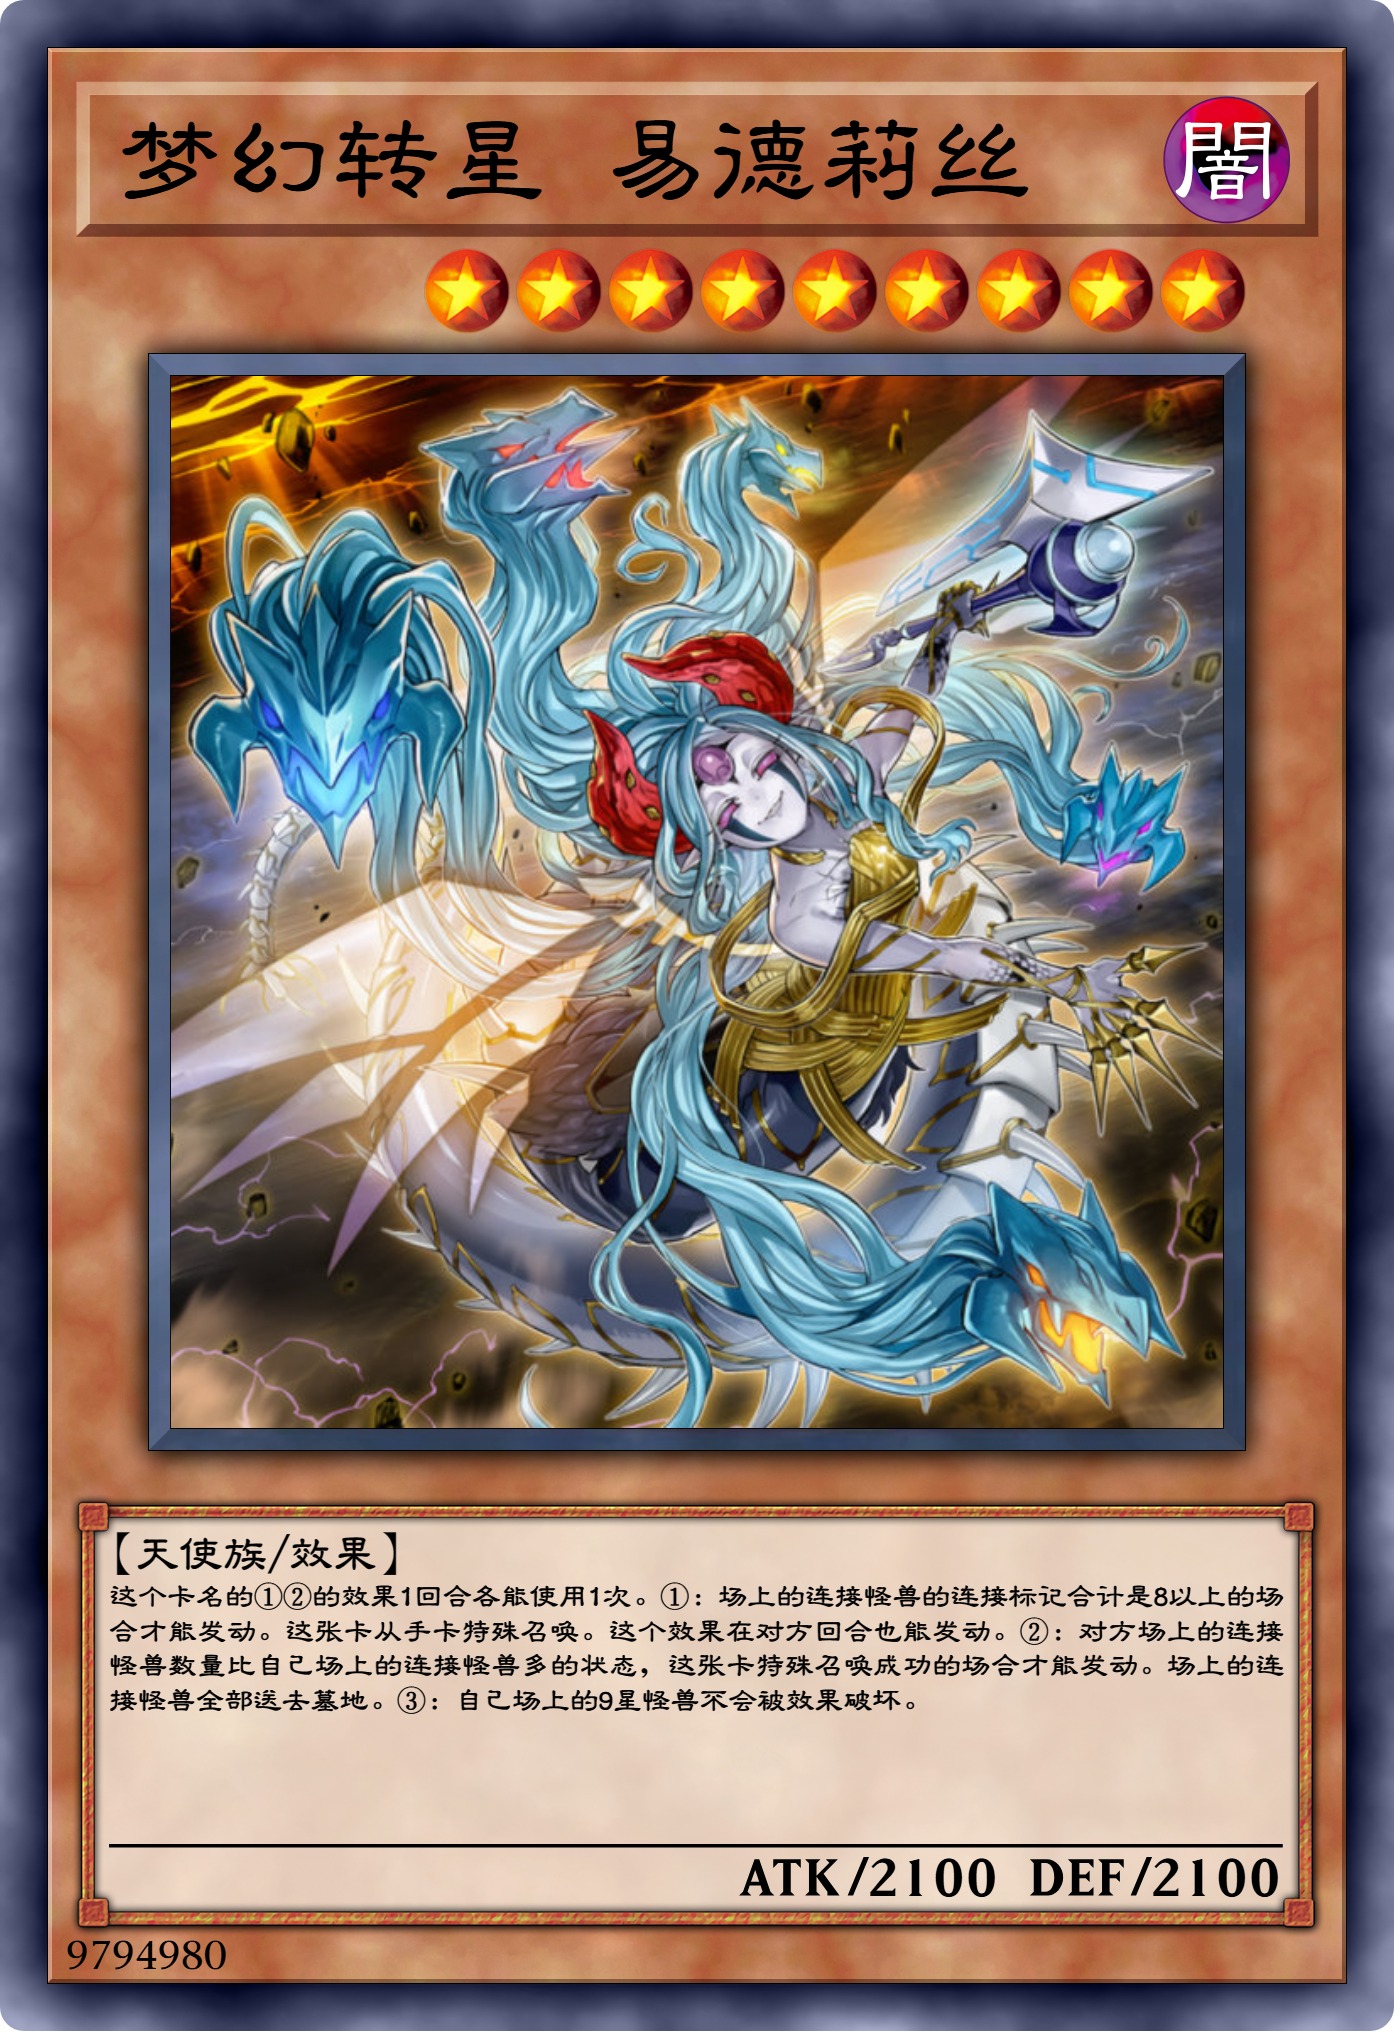 梦幻转星 易德莉丝
闇
【天使族/效果】
这个卡名的①②的效果1回合各能使用1次。①：场上的连接怪兽的连接标记合计是8以上的场
合才能发动。这张卡从手卡特殊召唤。这个效果在对方回合也能发动。②：对方场上的连接
怪兽数量比自己场上的连接怪兽多的状态，这张卡特殊召唤成功的场合才能发动。场上的连
接怪兽全部送去墓地。③：自己场上的9星怪兽不会被效果破坏。
ATK/2100 DEF/2100
9794980